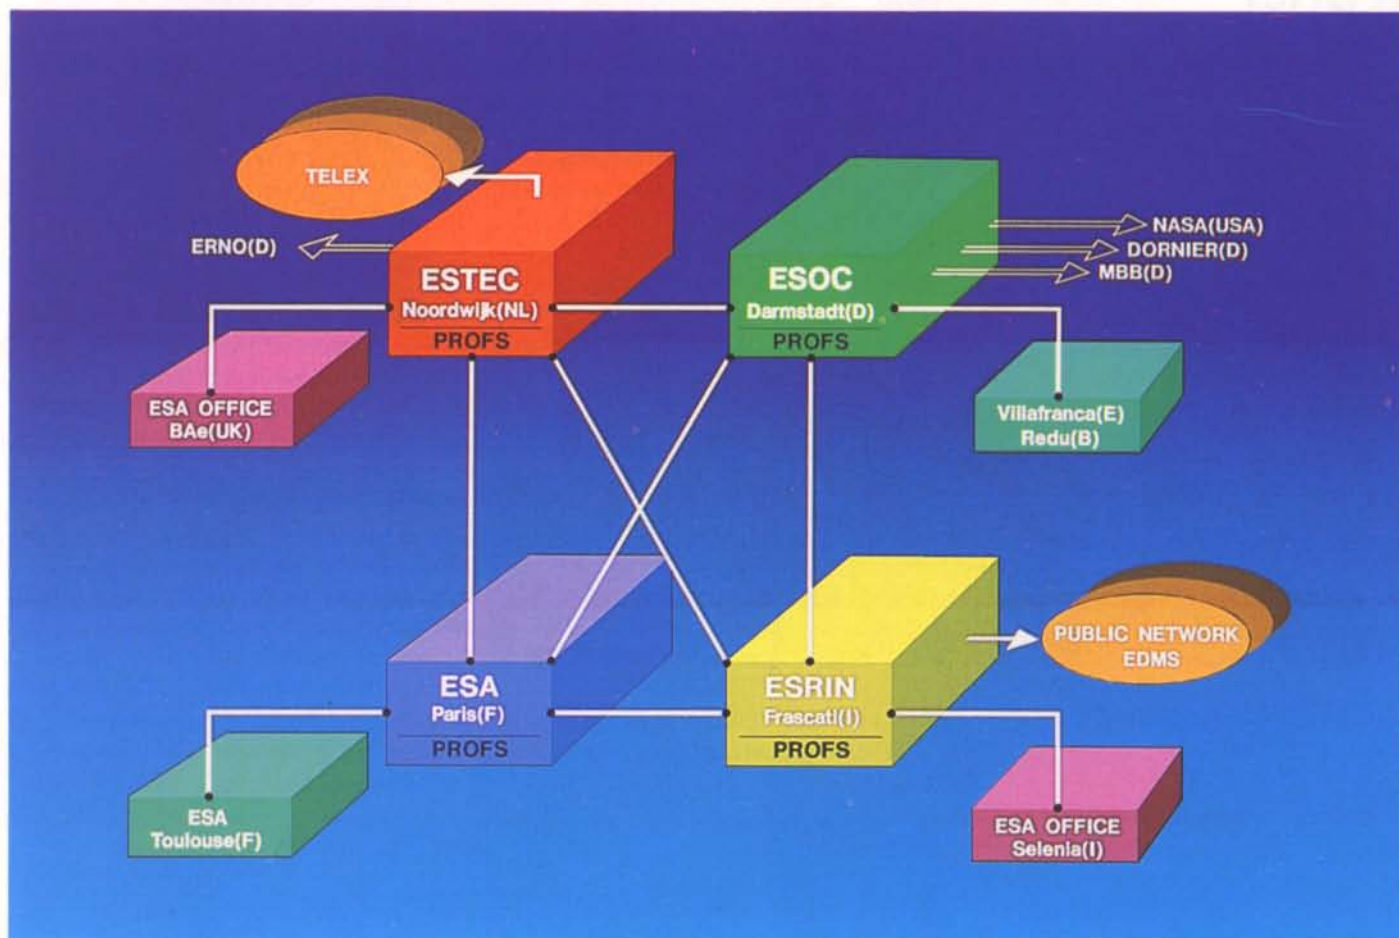 TELEX
ERNO(D)
ESTEC
Noordwijk(NL)
PROFS
ESOC
Darmstadt(D)
PROFS
NASA(USA)
DORNIER(D)
MBB(D)
ESA OFFICE
BAe(UK)
Villafranca(E)
Redu(B)
ESA
Paris(F)
PROFS
ESRIN
Frascati(I)
PROFS
PUBLIC NETWORK
EDMS
ESA
Toulouse(F)
ESA OFFICE
Selenia(I)